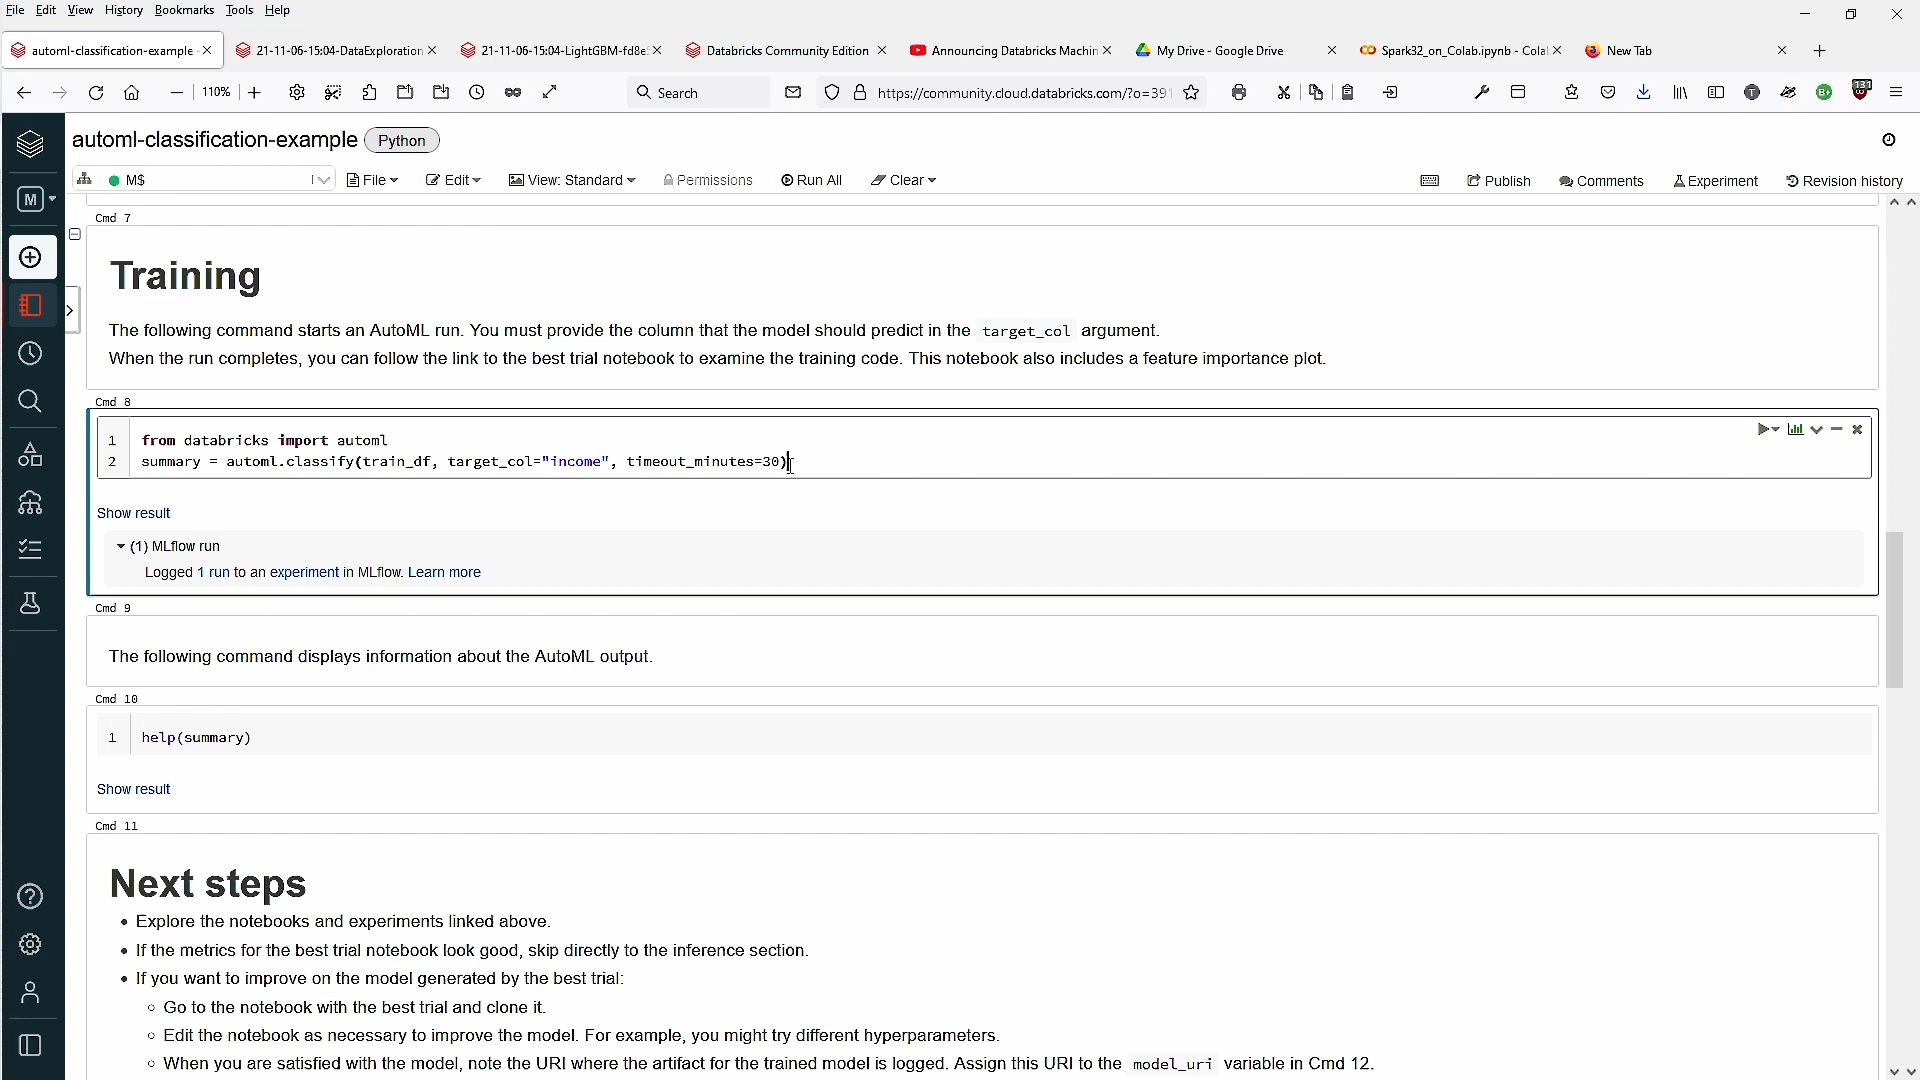 File Edit View History Bookmarks Tools Help
automl-classification-example
21-11-06-15:04-DataExploration
21-11-06-15:04-LightGBM-fd8e
Databricks Community Edition
Announcing Databricks Machin
My Drive - Google Drive
Spark32_on_Colab.ipynb - Cola
New Tab
110%
Search
https://community.cloud.databricks.com/?o=391
131
automl-classification-example Python
M
M$
File Edit View: Standard Permissions Run All Clear
Publish Comments Experiment Revision history
Cmd 7
Training
The following command starts an AutoML run. You must provide the column that the model should predict in the target_col argument.
When the run completes, you can follow the link to the best trial notebook to examine the training code. This notebook also includes a feature importance plot.
Cmd 8
1 from databricks import automl
2 summary = automl.classify(train_df, target_col="income", timeout_minutes=30)
Show result
(1) MLflow run
Logged 1 run to an experiment in MLflow. Learn more
Cmd 9
The following command displays information about the AutoML output.
Cmd 10
1 help(summary)
Show result
Cmd 11
Next steps
• Explore the notebooks and experiments linked above.
• If the metrics for the best trial notebook look good, skip directly to the inference section.
• If you want to improve on the model generated by the best trial:
○ Go to the notebook with the best trial and clone it.
○ Edit the notebook as necessary to improve the model. For example, you might try different hyperparameters.
○ When you are satisfied with the model, note the URI where the artifact for the trained model is logged. Assign this URI to the model_uri variable in Cmd 12.